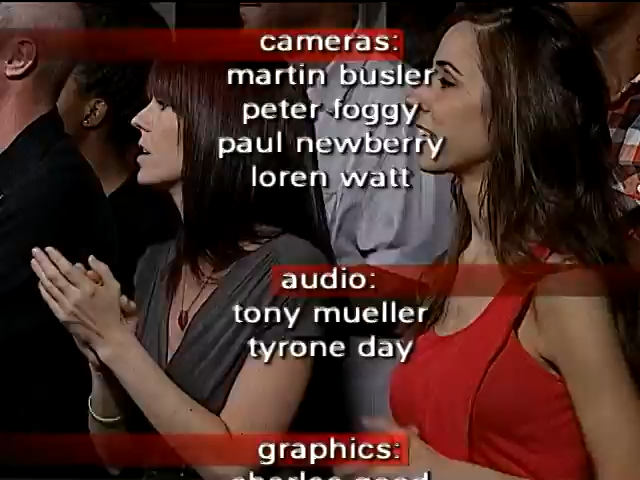 cameras:
martin busler
peter foggy
paul newberry
loren watt
audio:
tony mueller
tyrone day
graphics: